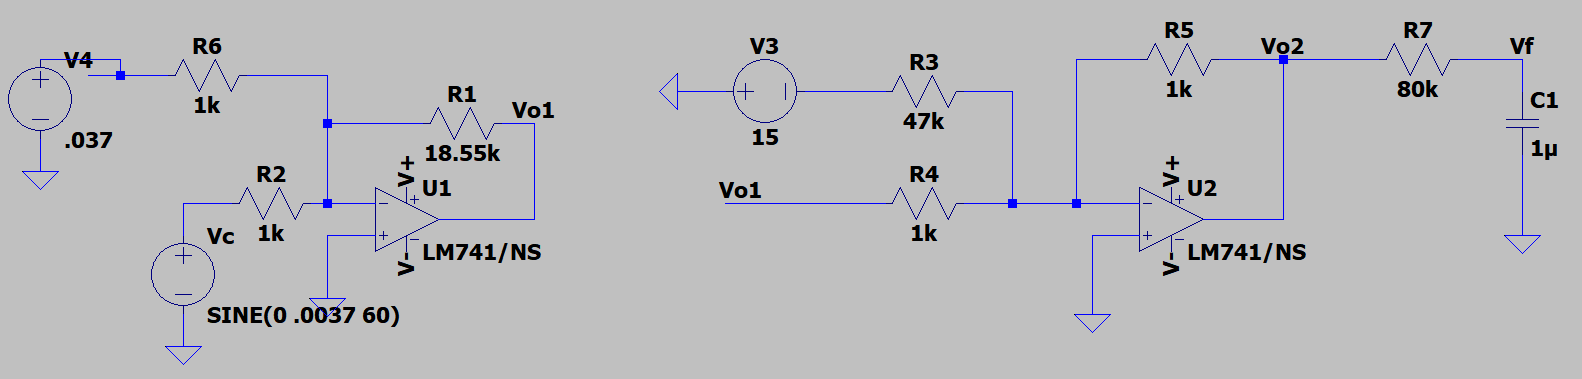 V4
R6
1k
.037
R1
Vo1
18.55k
R2
1k
V+
U1
V-
LM741/NS
Vc
SINE(0 .0037 60)
V3
15
R3
47k
Vo1
R4
1k
R5
1k
Vo2
R7
80k
Vf
C1
1µ
V+
U2
V-
LM741/NS